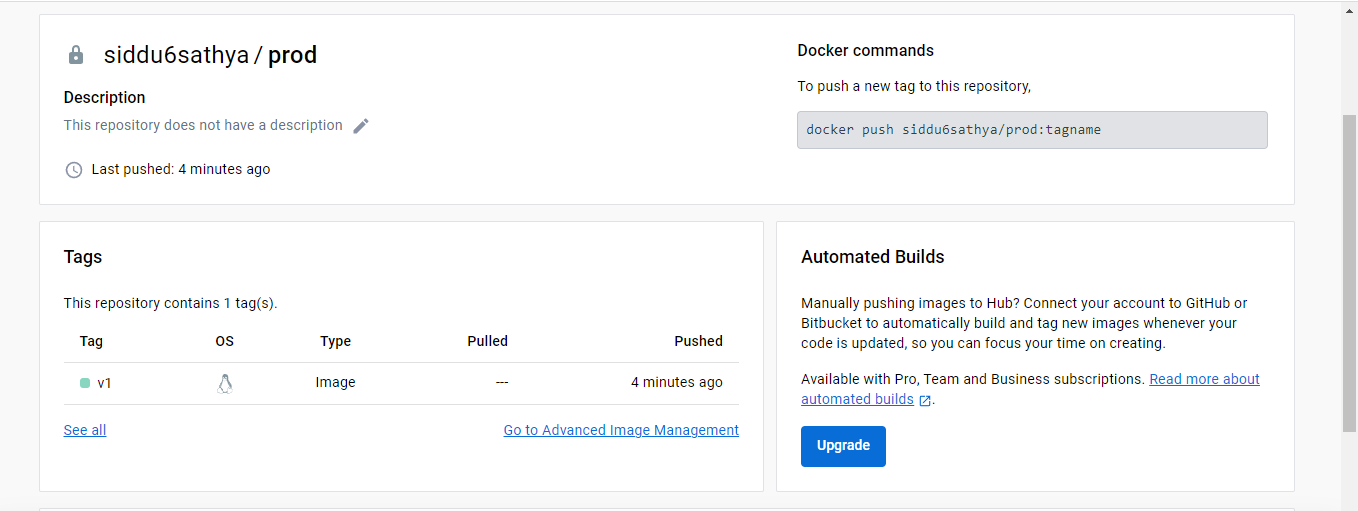 siddu6sathya / prod
Description
This repository does not have a description
Last pushed: 4 minutes ago
Docker commands
To push a new tag to this repository,
docker push siddu6sathya/prod:tagname
Tags
This repository contains 1 tag(s).
Tag OS Type Pulled Pushed
v1 Image --- 4 minutes ago
See all Go to Advanced Image Management
Automated Builds
Manually pushing images to Hub? Connect your account to GitHub or
Bitbucket to automatically build and tag new images whenever your
code is updated, so you can focus your time on creating.
Available with Pro, Team and Business subscriptions. Read more about
automated builds .
Upgrade